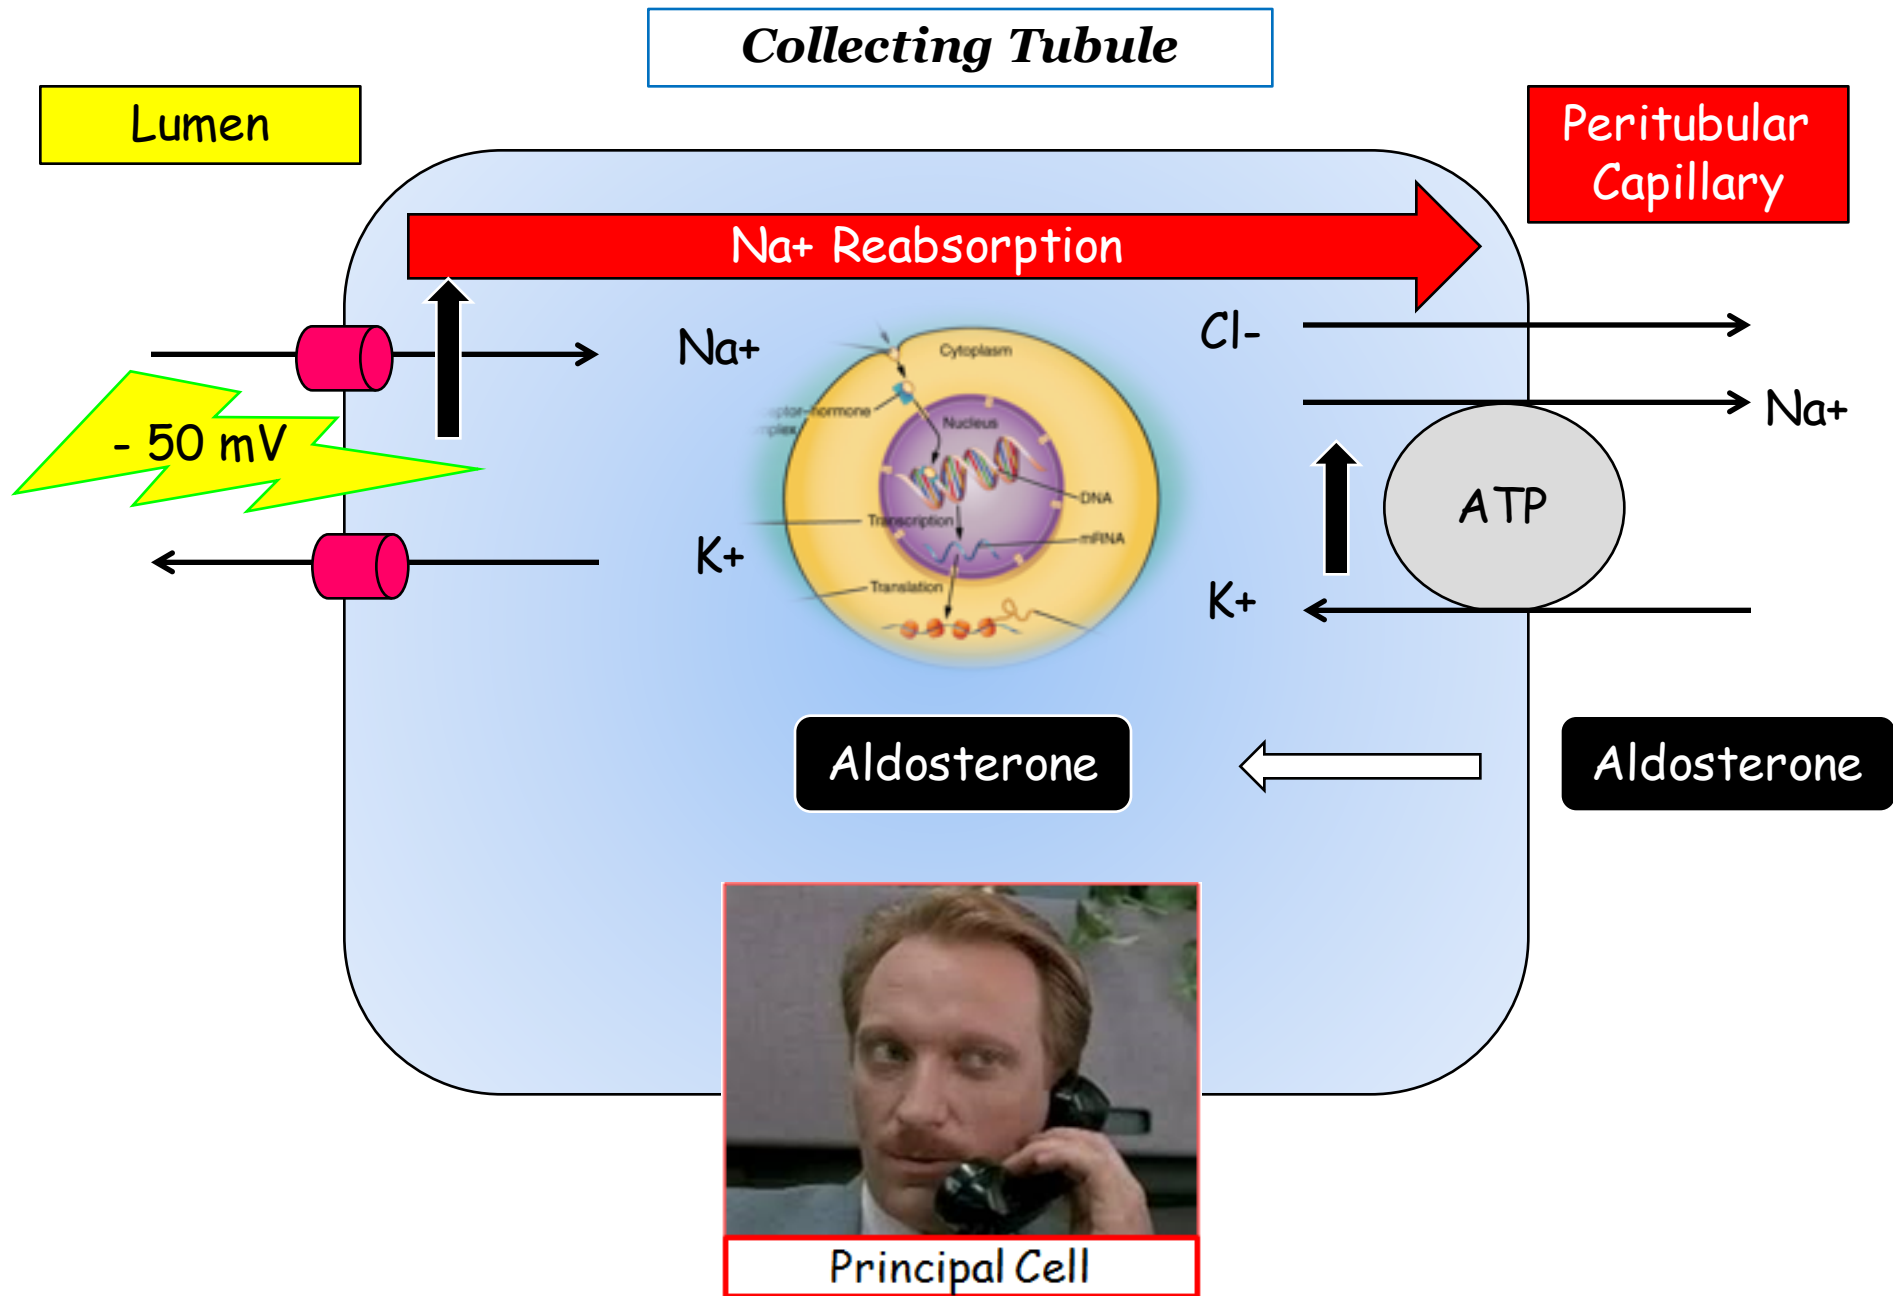 Collecting Tubule
Lumen
Peritubular
Capillary
Na+ Reabsorption
Na+
Cl-
Na+
- 50 mV
ATP
K+
K+
Cytoplasm
-hormone
Nucleus
DNA
Transcription
mRNA
Translation
Aldosterone
Aldosterone
Principal Cell